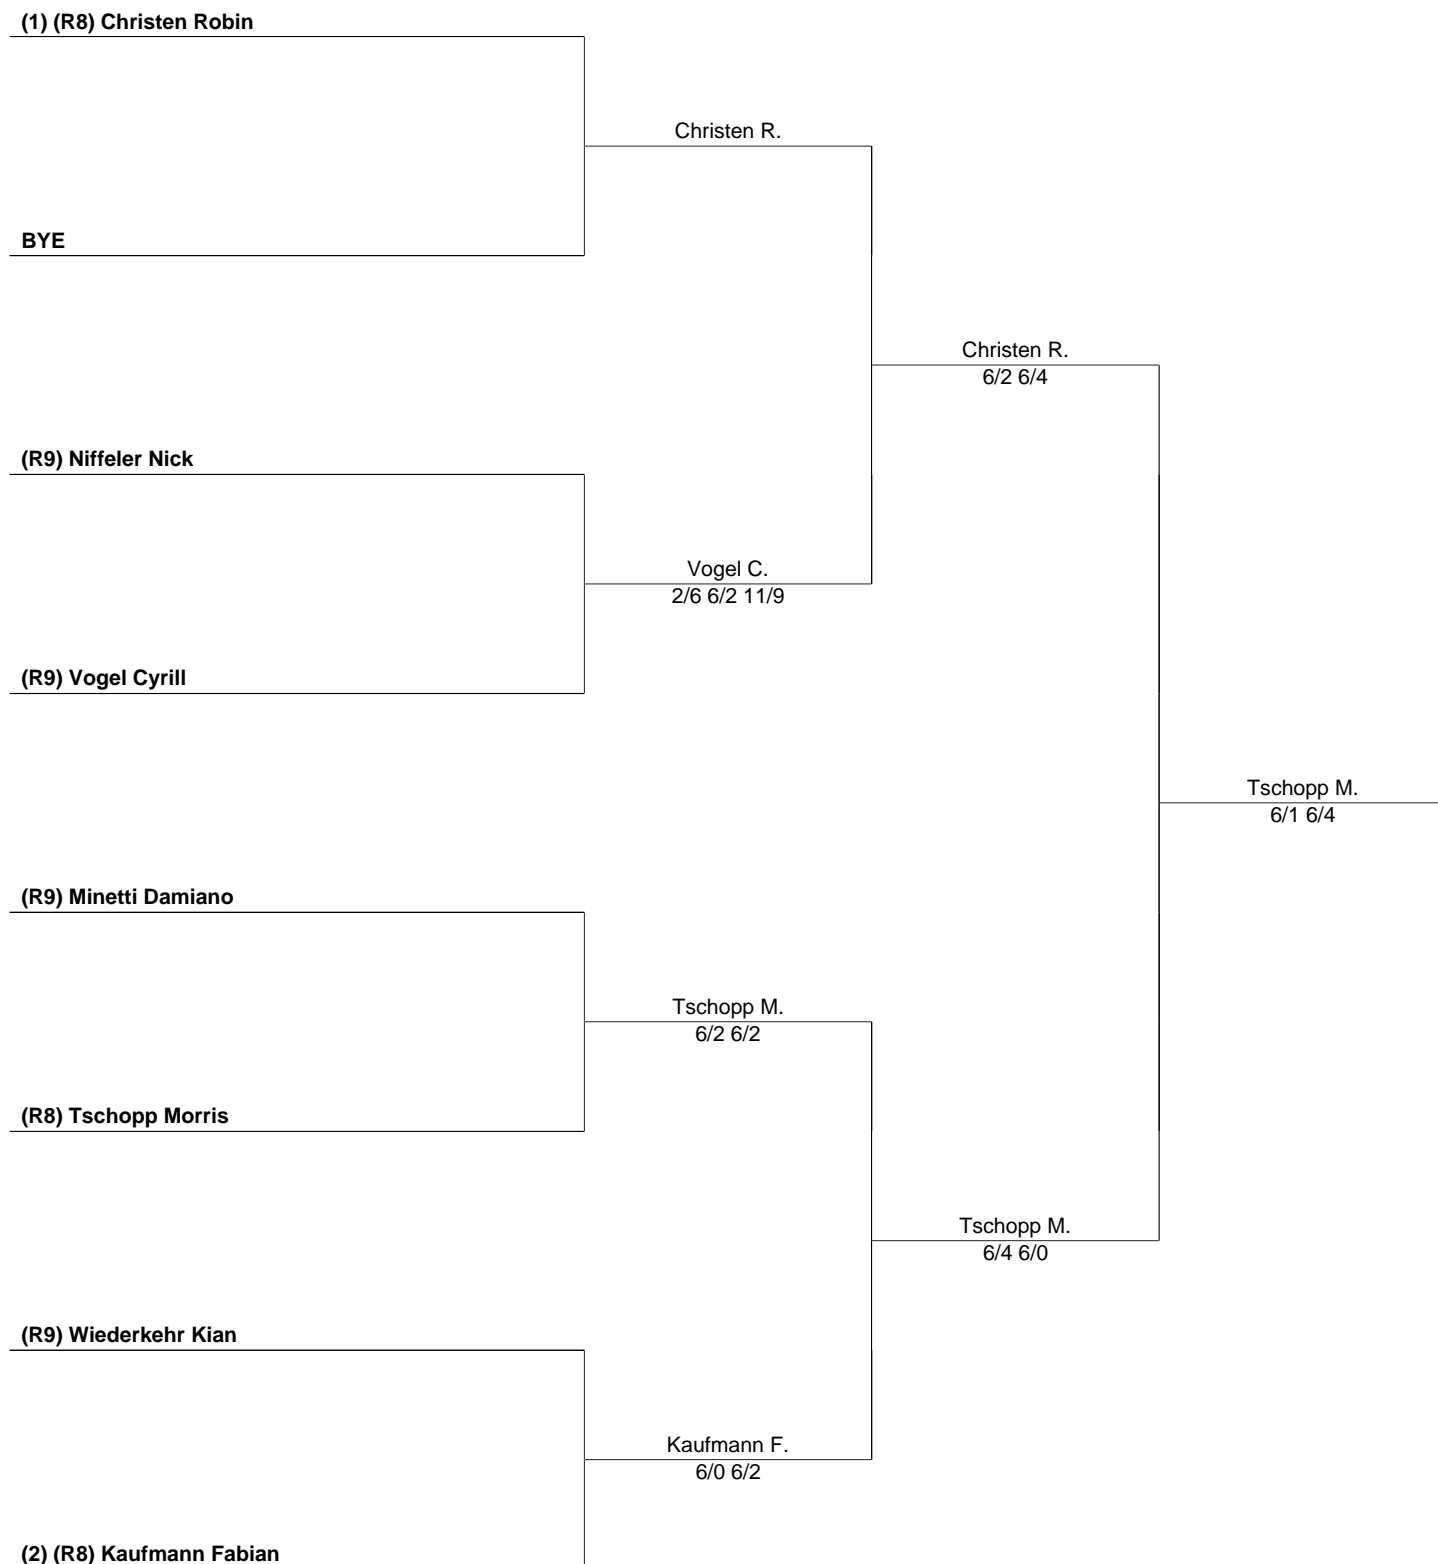 (1) (R8) Christen Robin
Christen R.
BYE
Christen R.
6/2 6/4
(R9) Niffeler Nick
Vogel C.
2/6 6/2 11/9
(R9) Vogel Cyrill
Tschopp M.
6/1 6/4
(R9) Minetti Damiano
Tschopp M.
6/2 6/2
(R8) Tschopp Morris
Tschopp M.
6/4 6/0
(R9) Wiederkehr Kian
Kaufmann F.
6/0 6/2
(2) (R8) Kaufmann Fabian